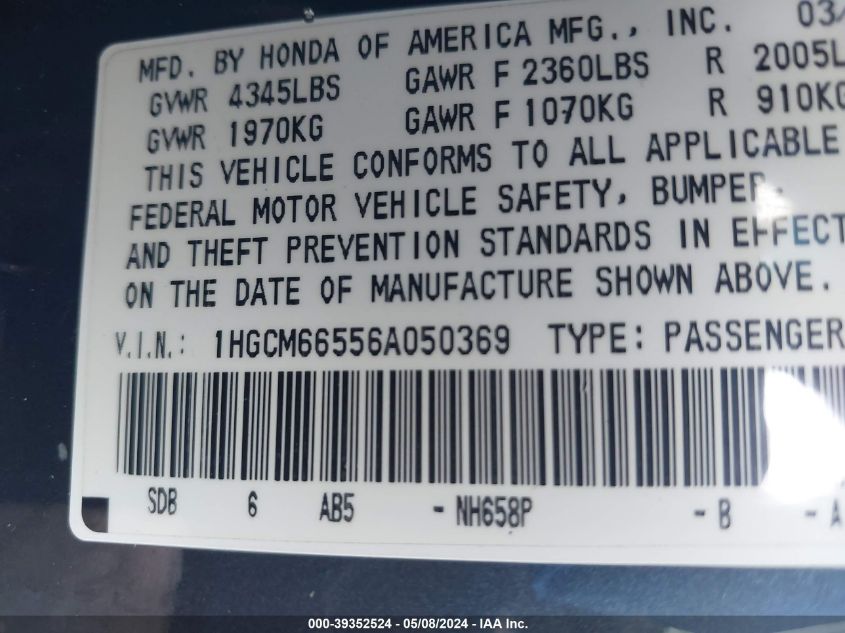 MFD. BY HONDA OF AMERICA MFG., INC. 03/
GVWR 4345LBS GAWR F 2360LBS R 2005L
GVWR 1970KG GAWR F 1070KG R 910KG
THIS VEHICLE CONFORMS TO ALL APPLICABLE
FEDERAL MOTOR VEHICLE SAFETY, BUMPER,
AND THEFT PREVENTION STANDARDS IN EFFECT
ON THE DATE OF MANUFACTURE SHOWN ABOVE.
V.I.N.: 1HGCM66556A050369 TYPE: PASSENGER
SDB 6 AB5 - NH658P - B - A
000-39352524 - 05/08/2024 - IAA Inc.